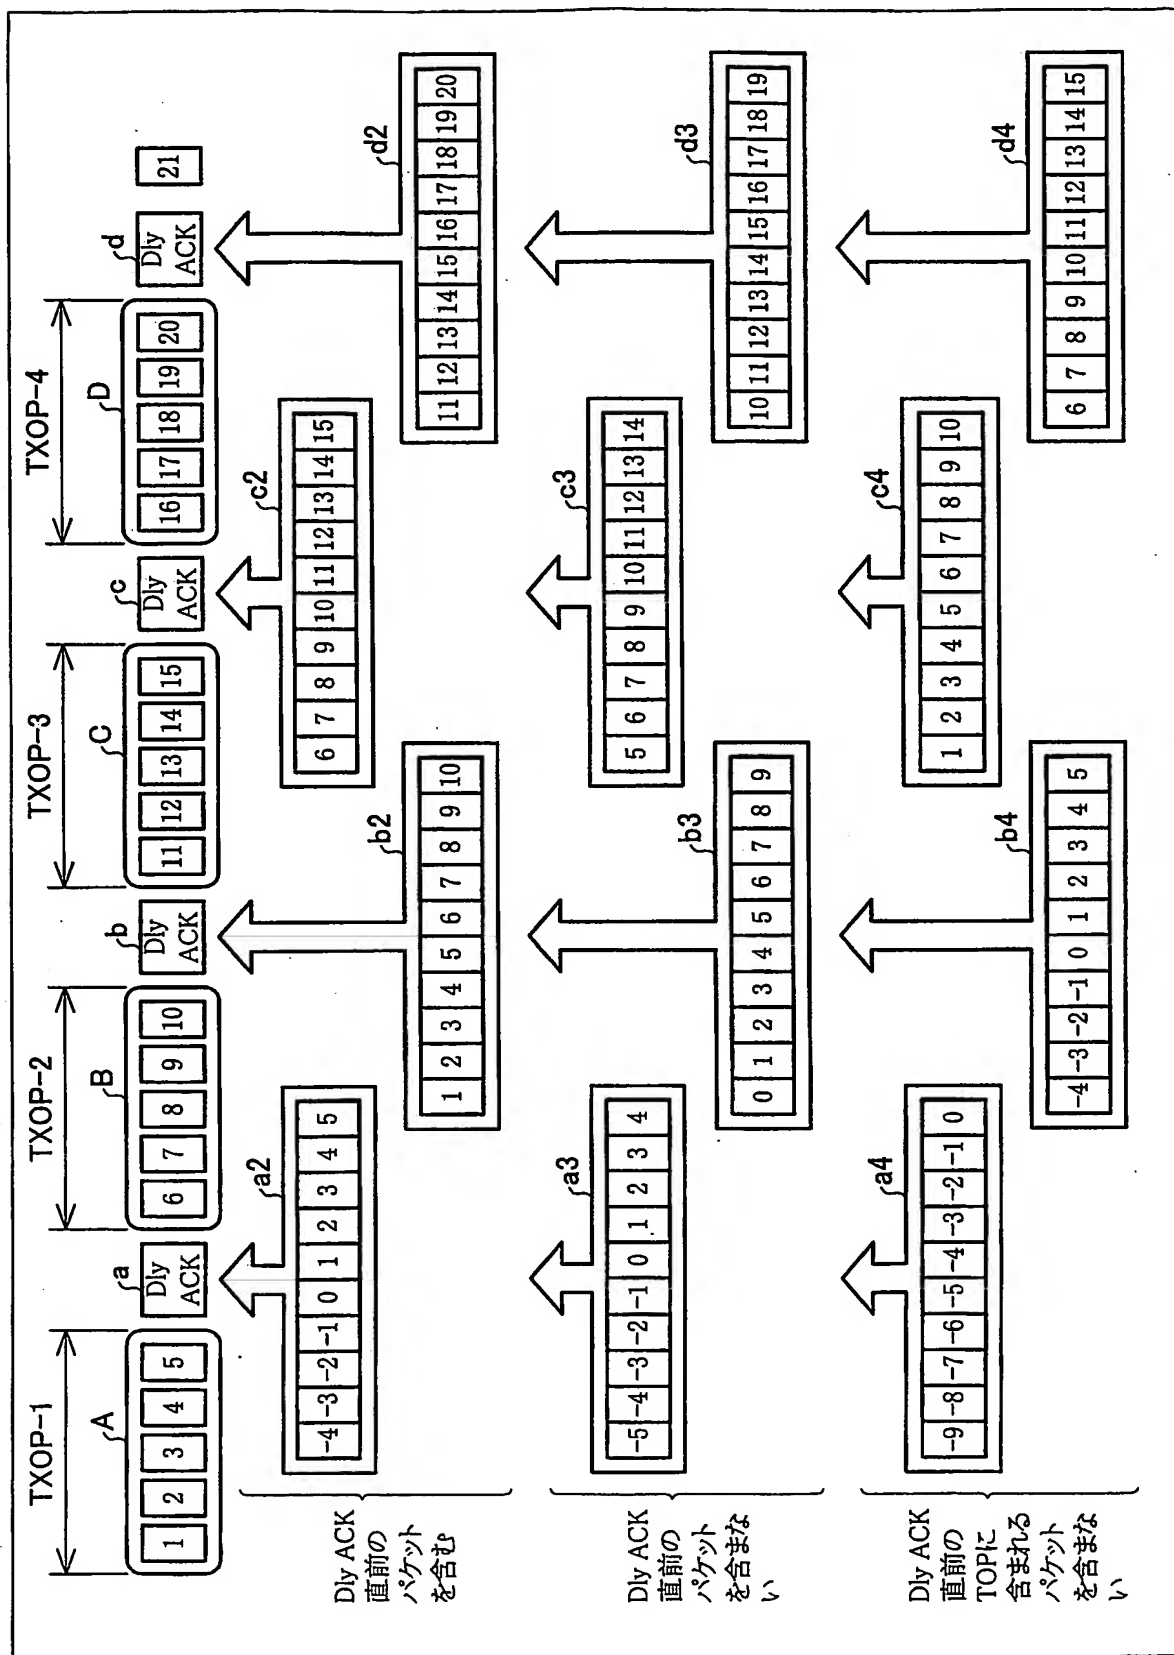 TXOP-1 TXOP-2 TXOP-3 TXOP-4
A a B b C c D d
1 2 3 4 5 Dly ACK 6 7 8 9 10 Dly ACK 11 12 13 14 15 Dly ACK 16 17 18 19 20 Dly ACK 21
Dly ACK
直前の
パケット
を含む
a2
-4 -3 -2 -1 0 1 2 3 4 5
b2
1 2 3 4 5 6 7 8 9 10
c2
6 7 8 9 10 11 12 13 14 15
d2
11 12 13 14 15 16 17 18 19 20
Dly ACK
直前の
パケット
を含まな
い
a3
-5 -4 -3 -2 -1 0 1 2 3 4
b3
0 1 2 3 4 5 6 7 8 9
c3
5 6 7 8 9 10 11 12 13 14
d3
10 11 12 13 14 15 16 17 18 19
Dly ACK
直前の
TOPに
含まれる
パケット
を含まな
い
a4
-9 -8 -7 -6 -5 -4 -3 -2 -1 0
b4
-4 -3 -2 -1 0 1 2 3 4 5
c4
1 2 3 4 5 6 7 8 9 10
d4
6 7 8 9 10 11 12 13 14 15